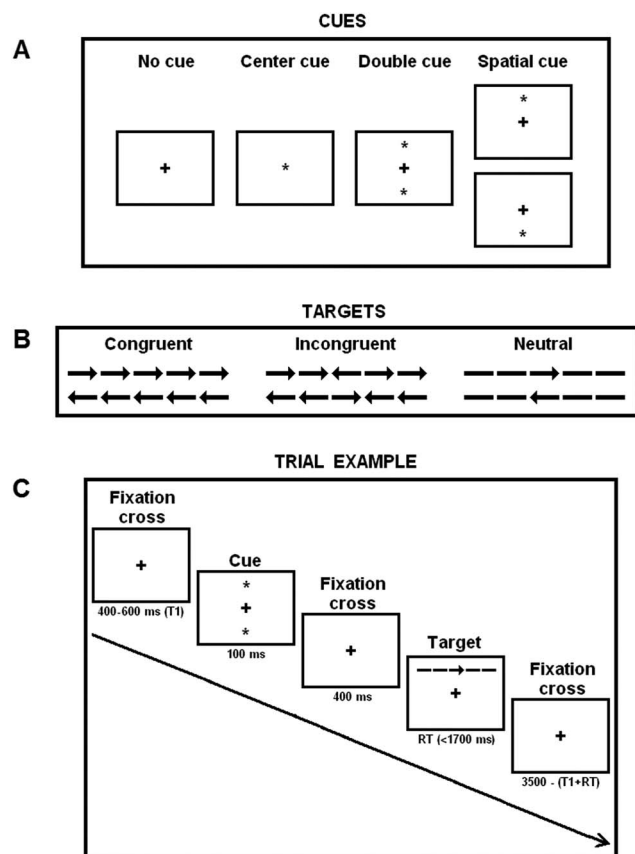 CUES
A
No cue Center cue Double cue Spatial cue
TARGETS
B
Congruent Incongruent Neutral
TRIAL EXAMPLE
C
Fixation
cross
400-600 ms (T1)
Cue
100 ms
Fixation
cross
400 ms
Target
RT (<1700 ms)
Fixation
cross
3500 - (T1+RT)